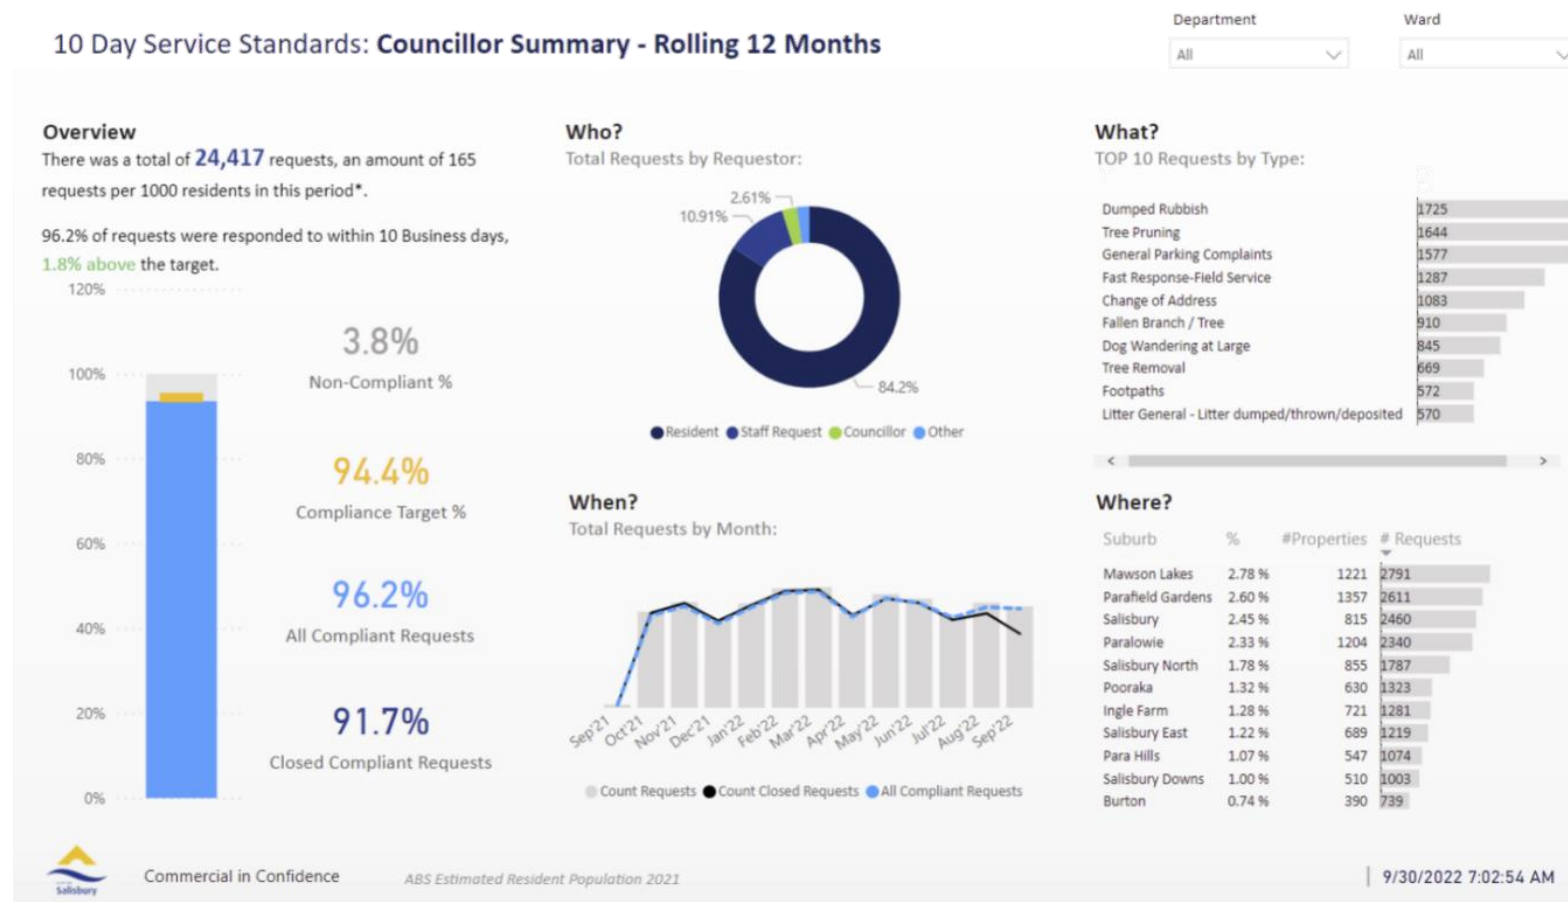 10 Day Service Standards: Councillor Summary - Rolling 12 Months
Department
All
Ward
All
Overview
There was a total of 24,417 requests, an amount of 165
requests per 1000 residents in this period*.
96.2% of requests were responded to within 10 Business days,
1.8% above the target.
120%
100%
80%
60%
40%
20%
0%
3.8%
Non-Compliant %
94.4%
Compliance Target %
96.2%
All Compliant Requests
91.7%
Closed Compliant Requests
Who?
Total Requests by Requestor:
2.61%
10.91%
84.2%
Resident Staff Request Councillor Other
When?
Total Requests by Month:
Sep'21 Oct'21 Nov'21 Dec'21 Jan'22 Feb'22 Mar'22 Apr'22 May'22 Jun'22 Jul'22 Aug'22 Sep'22
Count Requests Count Closed Requests All Compliant Requests
What?
TOP 10 Requests by Type:
Dumped Rubbish 1725
Tree Pruning 1644
General Parking Complaints 1577
Fast Response-Field Service 1287
Change of Address 1083
Fallen Branch / Tree 910
Dog Wandering at Large 845
Tree Removal 669
Footpaths 572
Litter General - Litter dumped/thrown/deposited 570
Where?
Suburb % #Properties # Requests
Mawson Lakes 2.78 % 1221 2791
Parafield Gardens 2.60 % 1357 2611
Salisbury 2.45 % 815 2460
Paralowie 2.33 % 1204 2340
Salisbury North 1.78 % 855 1787
Pooraka 1.32 % 630 1323
Ingle Farm 1.28 % 721 1281
Salisbury East 1.22 % 689 1219
Para Hills 1.07 % 547 1074
Salisbury Downs 1.00 % 510 1003
Burton 0.74 % 390 739
Salisbury
Commercial in Confidence
ABS Estimated Resident Population 2021
9/30/2022 7:02:54 AM